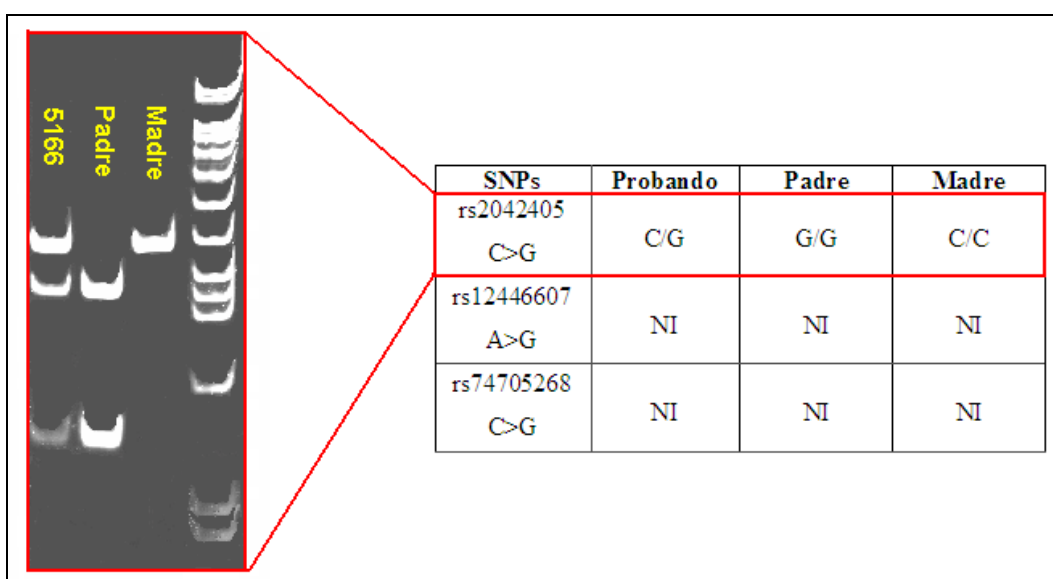 5166
Padre
Madre
SNPs Probando Padre Madre
rs2042405
C>G C/G G/G C/C
rs12446607
A>G NI NI NI
rs74705268
C>G NI NI NI